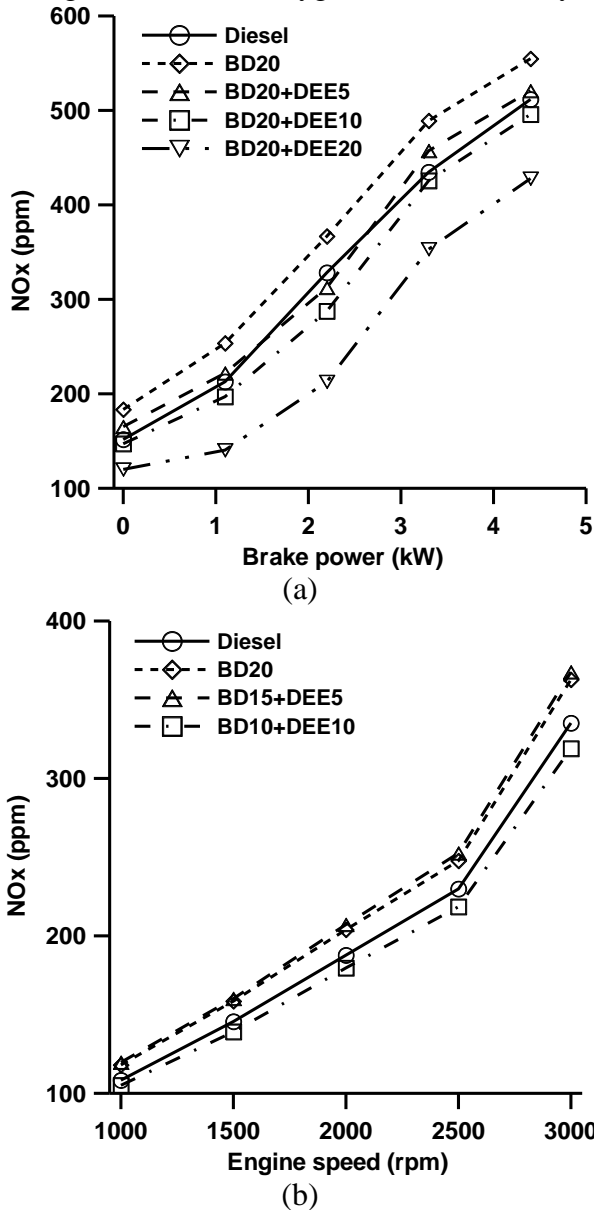 600
500
400
300
200
100
NOx (ppm)
Diesel
BD20
BD20+DEE5
BD20+DEE10
BD20+DEE20
0 1 2 3 4 5
Brake power (kW)
(a)
400
300
200
100
NOx (ppm)
Diesel
BD20
BD15+DEE5
BD10+DEE10
1000 1500 2000 2500 3000
Engine speed (rpm)
(b)